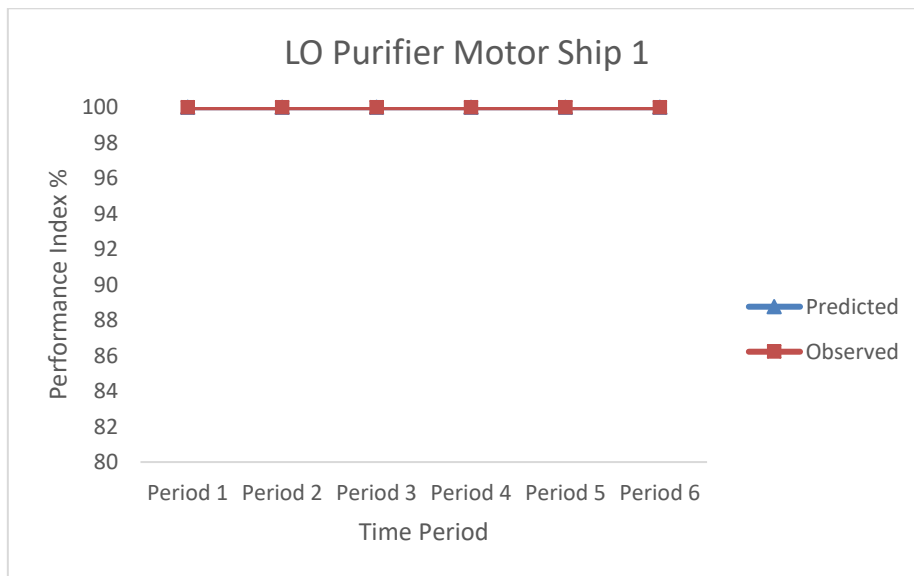 LO Purifier Motor Ship 1
Performance Index %
100
98
96
94
92
90
88
86
84
82
80
Period 1 Period 2 Period 3 Period 4 Period 5 Period 6
Time Period
Predicted
Observed